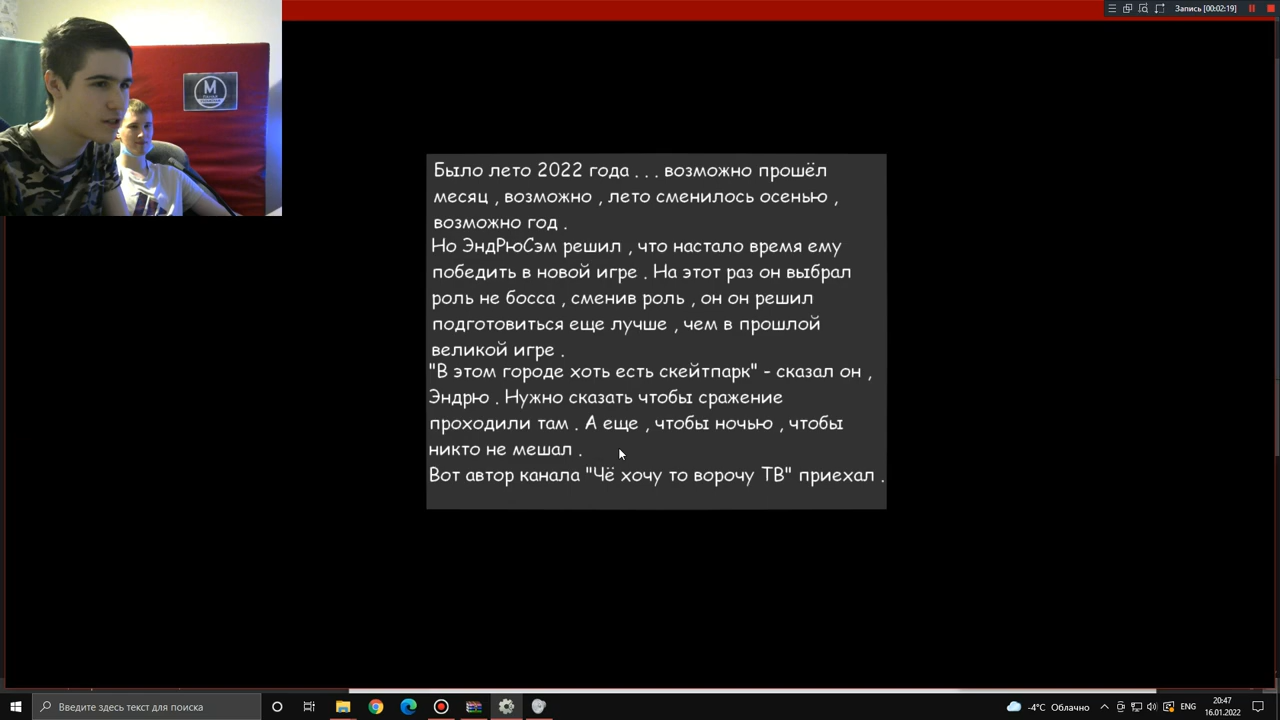 Запись [00:02:19]
M
Было лето 2022 года . . . возможно прошёл
месяц , возможно , лето сменилось осенью ,
возможно год .
Но ЭндРюСэм решил , что настало время ему
победить в новой игре . На этот раз он выбрал
роль не босса , сменив роль , он он решил
подготовиться еще лучше , чем в прошлой
великой игре .
"В этом городе хоть есть скейтпарк" - сказал он ,
Эндрю . Нужно сказать чтобы сражение
проходили там . А еще , чтобы ночью , чтобы
никто не мешал .
Вот автор канала "Чё хочу то ворочу ТВ" приехал .
Введите здесь текст для поиска
-4°C Облачно
ENG
20:47
16.01.2022